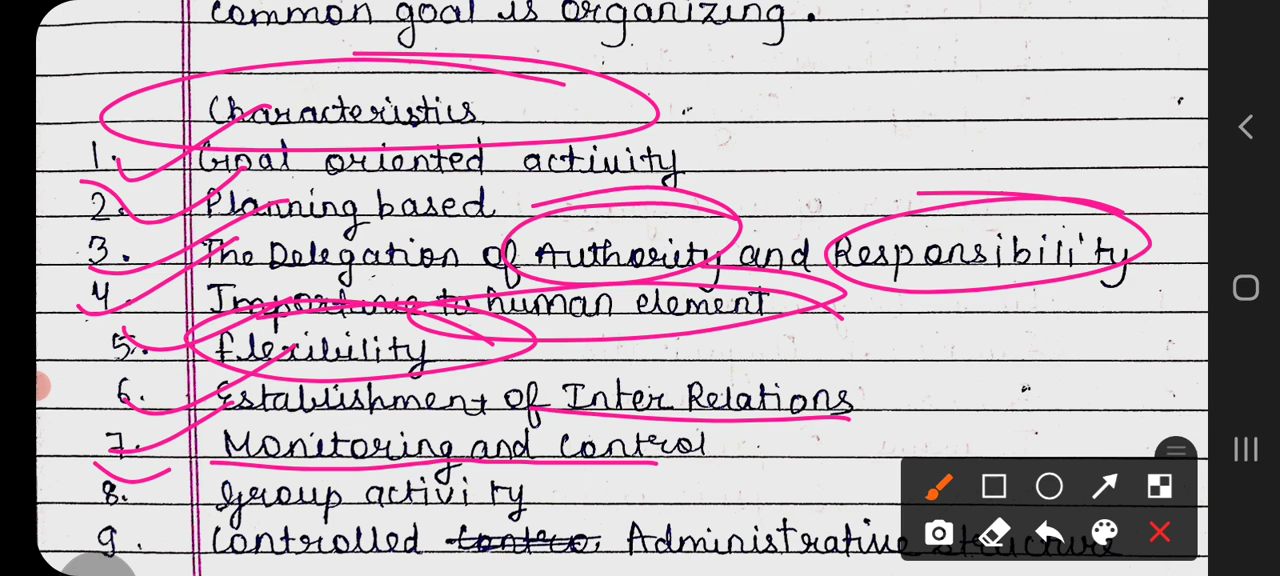 common goal is organizing.
Characteristics
1. Goal oriented activity
2. Planning based
3. The Delegation of Authority and Responsibility
4. Importance to human element
5. flexibility
6. Establishment of Inter Relations
7. Monitoring and Control
8. group activity
9. Controlled Administrative structure